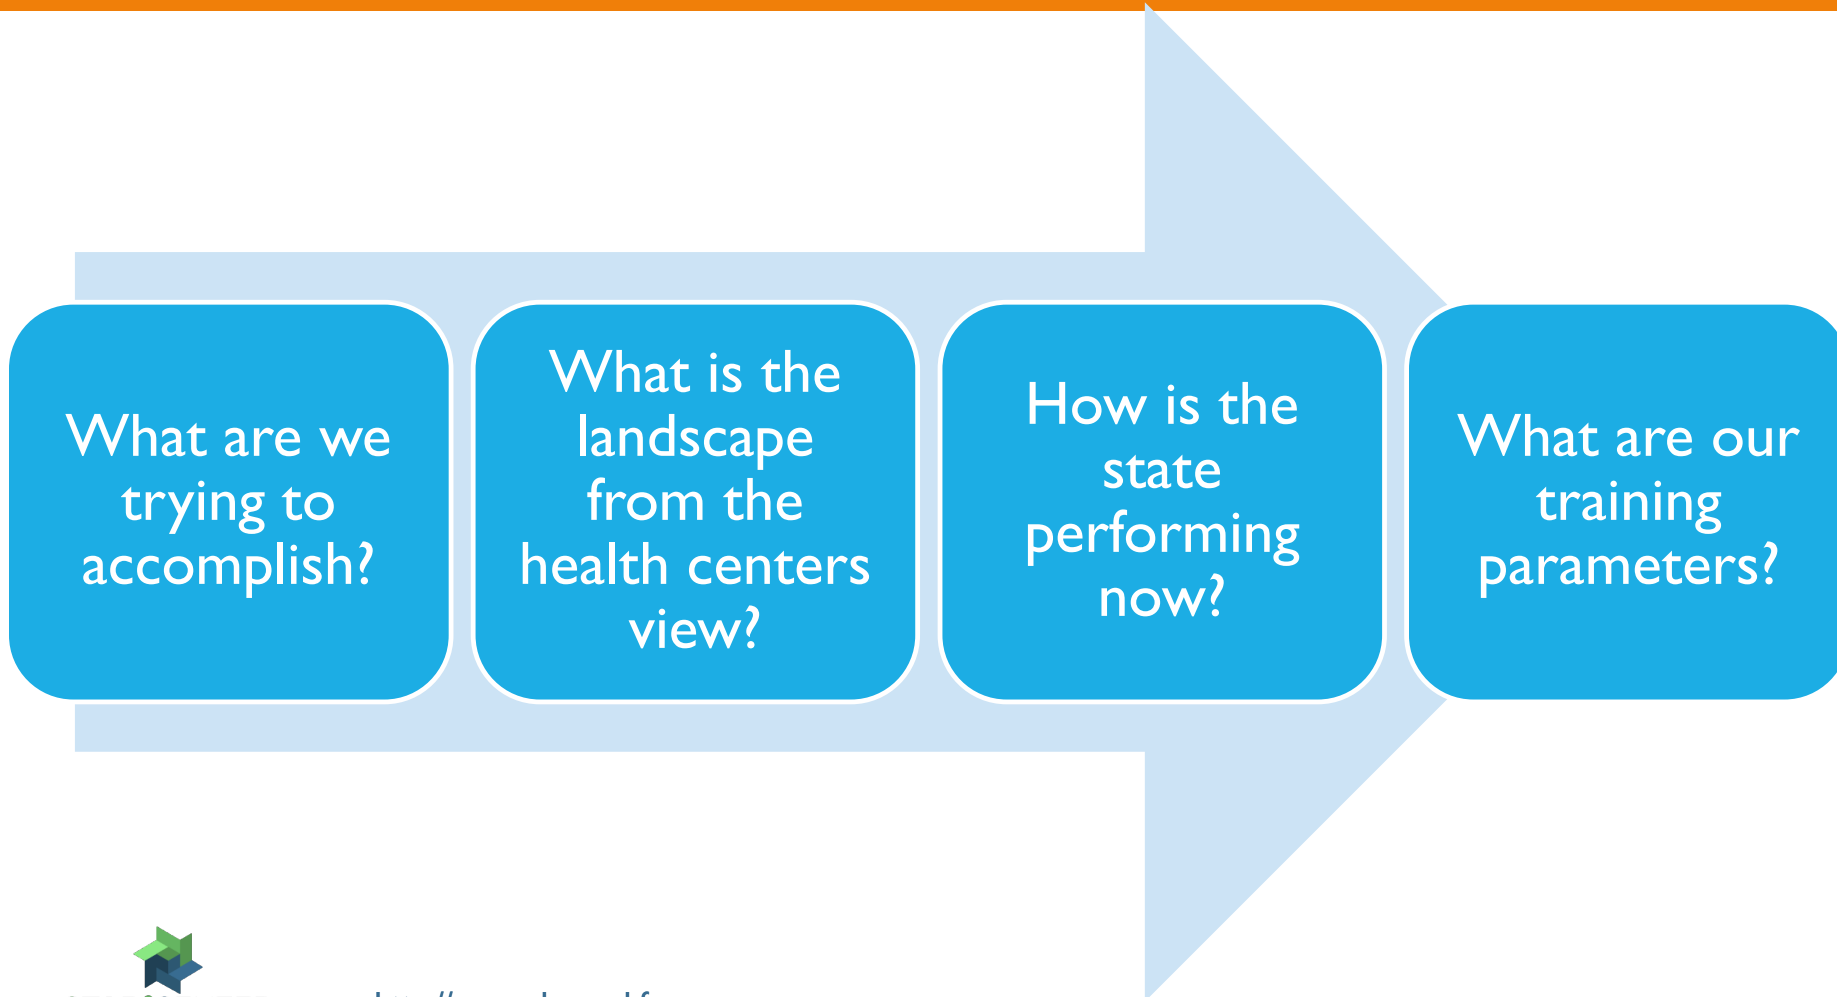 What are we
trying to
accomplish?
What is the
landscape
from the
health centers
view?
How is the
state
performing
now?
What are our
training
parameters?